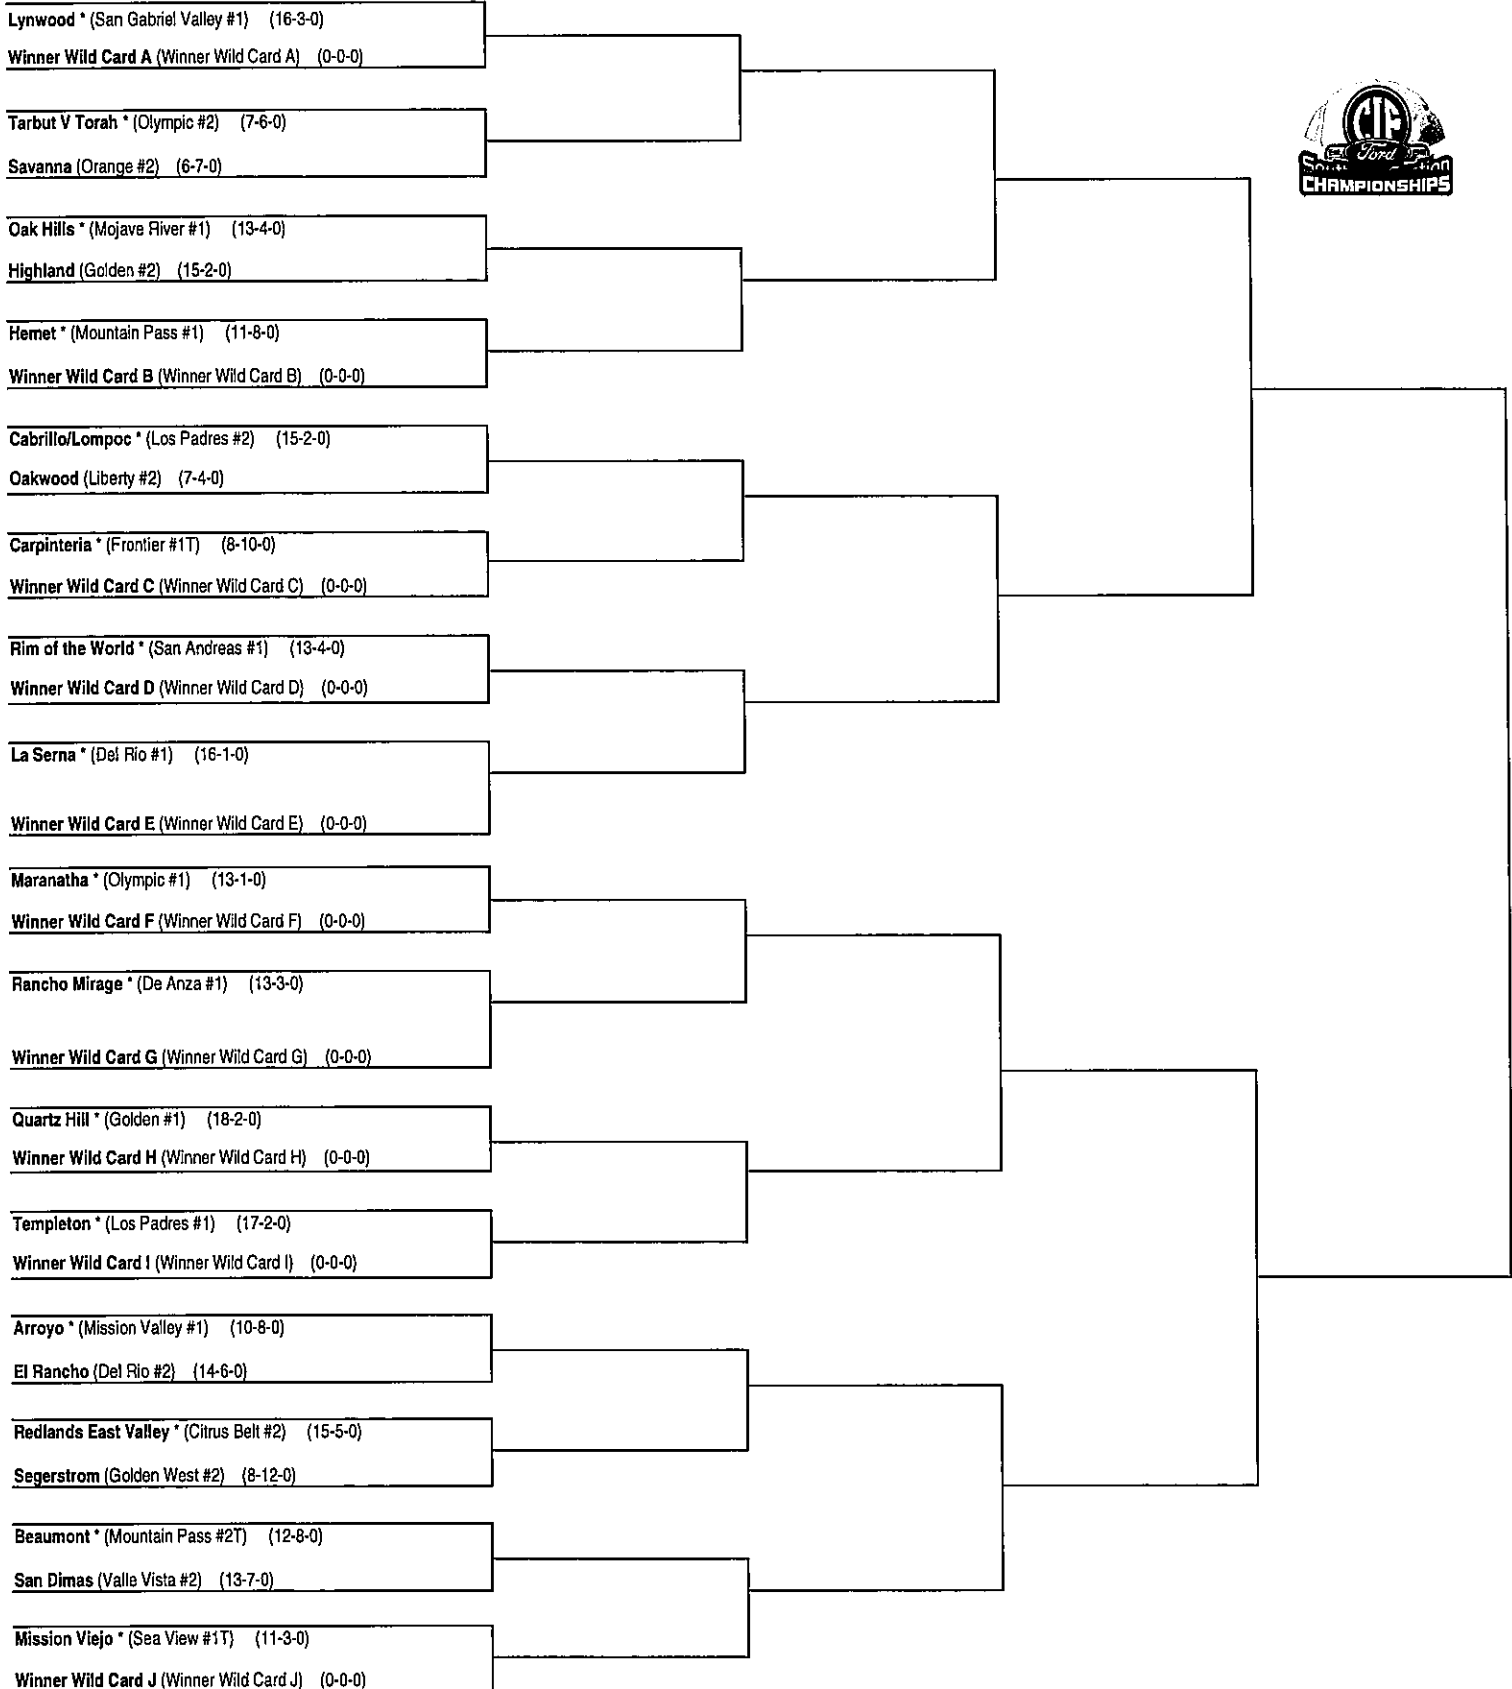 Lynwood * (San Gabriel Valley #1) (16-3-0)
Winner Wild Card A (Winner Wild Card A) (0-0-0)
Tarbut V Torah * (Olympic #2) (7-6-0)
Savanna (Orange #2) (6-7-0)
Oak Hills * (Mojave River #1) (13-4-0)
Highland (Golden #2) (15-2-0)
Hemet * (Mountain Pass #1) (11-8-0)
Winner Wild Card B (Winner Wild Card B) (0-0-0)
Cabrillo/Lompoc * (Los Padres #2) (15-2-0)
Oakwood (Liberty #2) (7-4-0)
Carpinteria * (Frontier #1T) (8-10-0)
Winner Wild Card C (Winner Wild Card C) (0-0-0)
Rim of the World * (San Andreas #1) (13-4-0)
Winner Wild Card D (Winner Wild Card D) (0-0-0)
La Serna * (Del Rio #1) (16-1-0)
Winner Wild Card E (Winner Wild Card E) (0-0-0)
Maranatha * (Olympic #1) (13-1-0)
Winner Wild Card F (Winner Wild Card F) (0-0-0)
Rancho Mirage * (De Anza #1) (13-3-0)
Winner Wild Card G (Winner Wild Card G) (0-0-0)
Quartz Hill * (Golden #1) (18-2-0)
Winner Wild Card H (Winner Wild Card H) (0-0-0)
Templeton * (Los Padres #1) (17-2-0)
Winner Wild Card I (Winner Wild Card I) (0-0-0)
Arroyo * (Mission Valley #1) (10-8-0)
El Rancho (Del Rio #2) (14-6-0)
Redlands East Valley * (Citrus Belt #2) (15-5-0)
Segerstrom (Golden West #2) (8-12-0)
Beaumont * (Mountain Pass #2T) (12-8-0)
San Dimas (Valle Vista #2) (13-7-0)
Mission Viejo * (Sea View #1T) (11-3-0)
Winner Wild Card J (Winner Wild Card J) (0-0-0)
CIF
Ford
CHAMPIONSHIPS